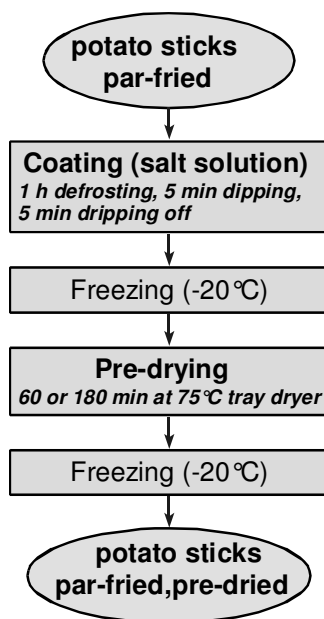 potato sticks
par-fried
Coating (salt solution)
1 h defrosting, 5 min dipping,
5 min dripping off
Freezing (-20°C)
Pre-drying
60 or 180 min at 75°C tray dryer
Freezing (-20°C)
potato sticks
par-fried,pre-dried